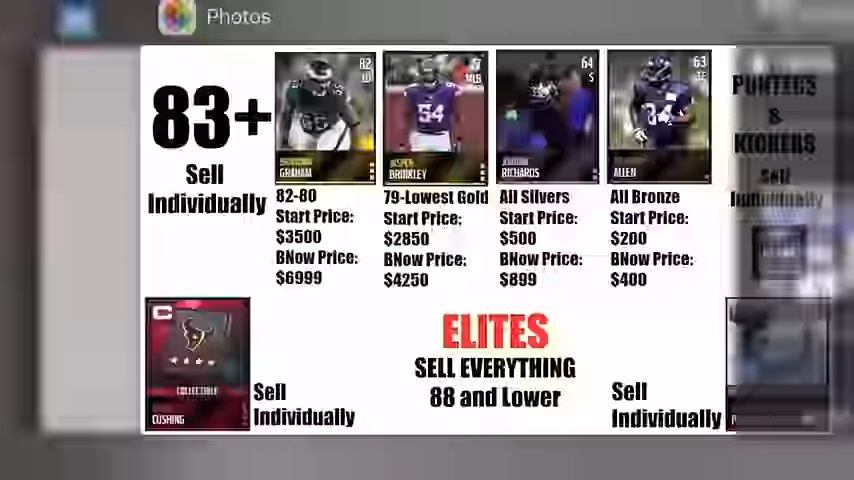 Photos
83+
Sell
Individually
82
GRAHAM
82-80
Start Price:
$3500
BNow Price:
$6999
MLB
54
BRINKLEY
79-Lowest Gold
Start Price:
$2850
BNow Price:
$4250
64
S
RICHARDS
All Silvers
Start Price:
$500
BNow Price:
$899
63
84
ALLEN
All Bronze
Start Price:
$200
BNow Price:
$400
PUNTERS
&
KICKERS
Sell
Individually
C
COLLECTIBLE
CUSHING
Sell
Individually
ELITES
SELL EVERYTHING
88 and Lower
Sell
Individually